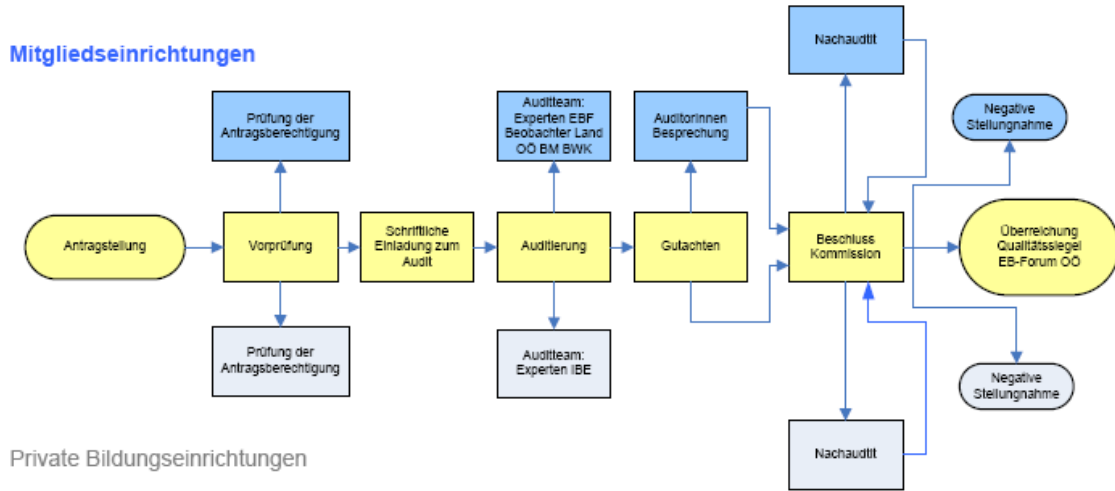 Mitgliedseinrichtungen
Nachaudtit
Prüfung der
Antragsberechtigung
Auditteam:
Experten EBF
Beobachter Land
OÖ BM BWK
AuditorInnen
Besprechung
Negative
Stellungnahme
Antragstellung
Vorprüfung
Schriftliche
Einladung zum
Audit
Auditierung
Gutachten
Beschluss
Kommission
Überreichung
Qualitätssiegel
EB-Forum OÖ
Prüfung der
Antragsberechtigung
Auditteam:
Experten IBE
Negative
Stellungnahme
Nachaudtit
Private Bildungseinrichtungen